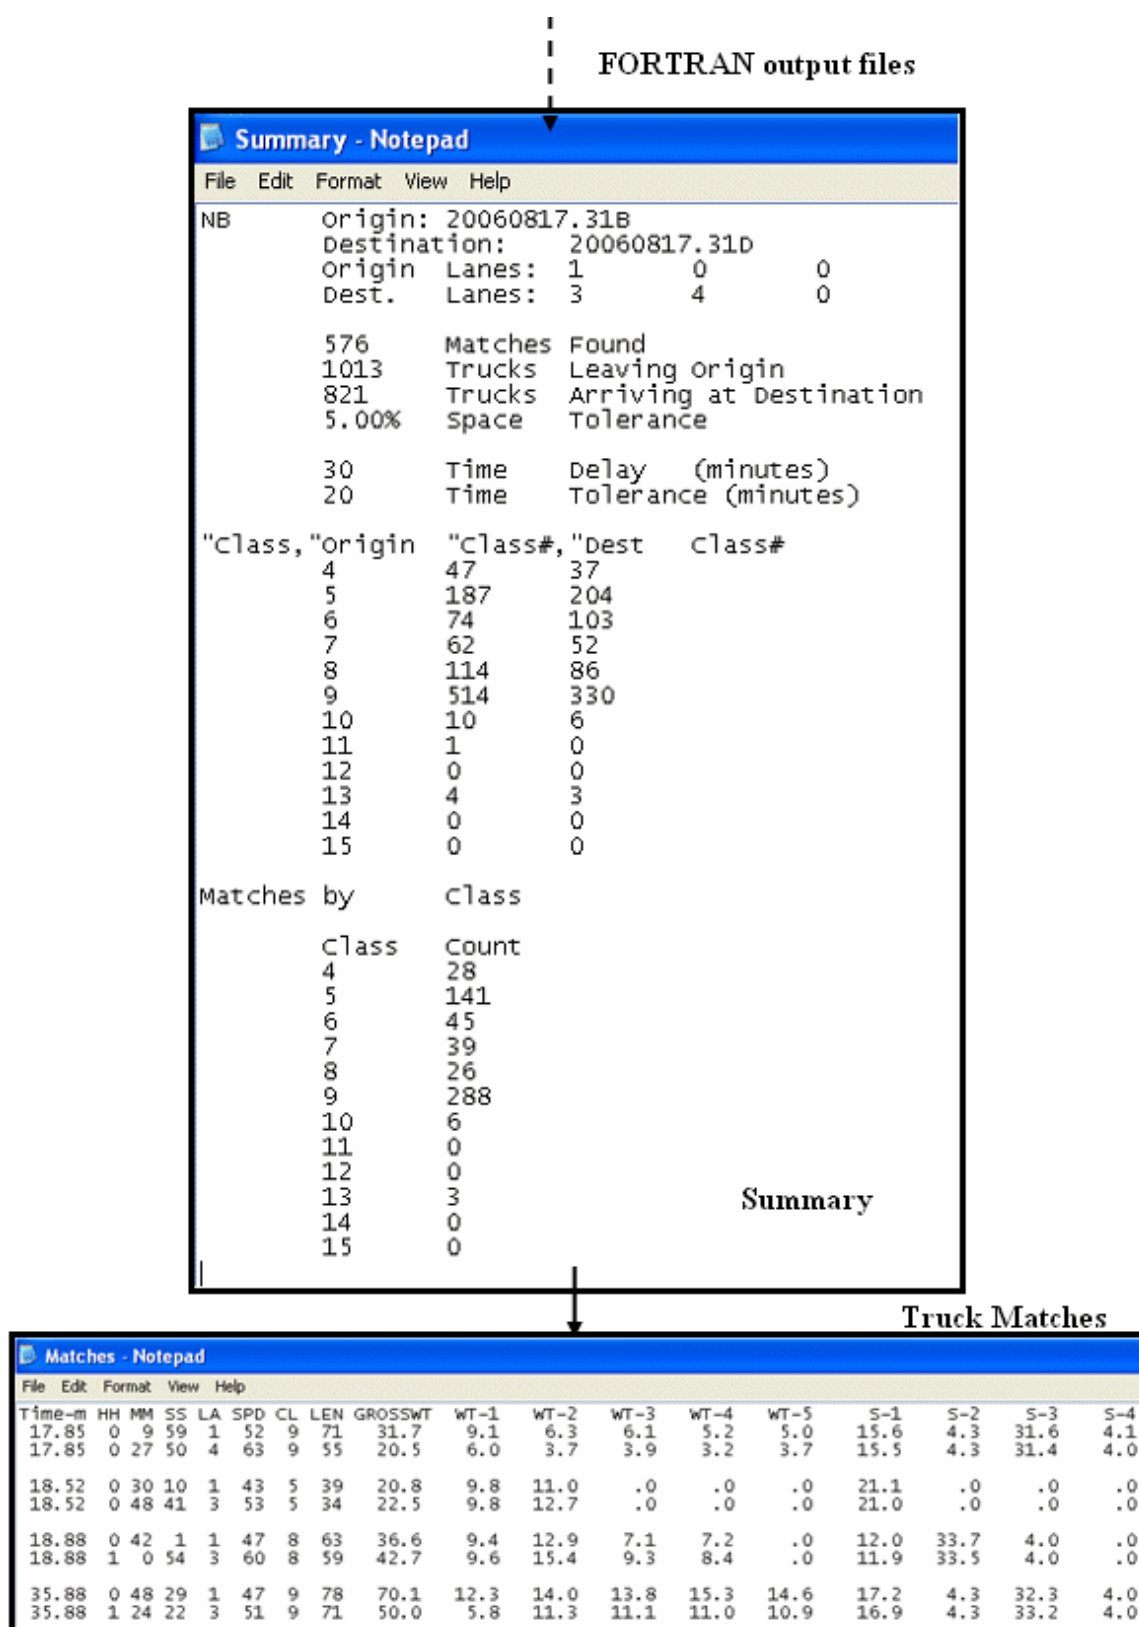 FORTRAN output files
Summary - Notepad
File Edit Format View Help
NB Origin: 20060817.31B
Destination: 20060817.31D
Origin Lanes: 1 0 0
Dest. Lanes: 3 4 0
576 Matches Found
1013 Trucks Leaving Origin
821 Trucks Arriving at Destination
5.00% Space Tolerance
30 Time Delay (minutes)
20 Time Tolerance (minutes)
"Class,"Origin "Class#,"Dest Class#
4 47 37
5 187 204
6 74 103
7 62 52
8 114 86
9 514 330
10 10 6
11 1 0
12 0 0
13 4 3
14 0 0
15 0 0
Matches by Class
Class Count
4 28
5 141
6 45
7 39
8 26
9 288
10 6
11 0
12 0
13 3
14 0
15 0
Summary
Truck Matches
Matches - Notepad
File Edit Format View Help
Time-m HH MM SS LA SPD CL LEN GROSSWT WT-1 WT-2 WT-3 WT-4 WT-5 S-1 S-2 S-3 S-4
17.85 0 9 59 1 52 9 71 31.7 9.1 6.3 6.1 5.2 5.0 15.6 4.3 31.6 4.1
17.85 0 27 50 4 63 9 55 20.5 6.0 3.7 3.9 3.2 3.7 15.5 4.3 31.4 4.0
18.52 0 30 10 1 43 5 39 20.8 9.8 11.0 .0 .0 .0 21.1 .0 .0 .0
18.52 0 48 41 3 53 5 34 22.5 9.8 12.7 .0 .0 .0 21.0 .0 .0 .0
18.88 0 42 1 1 47 8 63 36.6 9.4 12.9 7.1 7.2 .0 12.0 33.7 4.0 .0
18.88 1 0 54 3 60 8 59 42.7 9.6 15.4 9.3 8.4 .0 11.9 33.5 4.0 .0
35.88 0 48 29 1 47 9 78 70.1 12.3 14.0 13.8 15.3 14.6 17.2 4.3 32.3 4.0
35.88 1 24 22 3 51 9 71 50.0 5.8 11.3 11.1 11.0 10.9 16.9 4.3 33.2 4.0